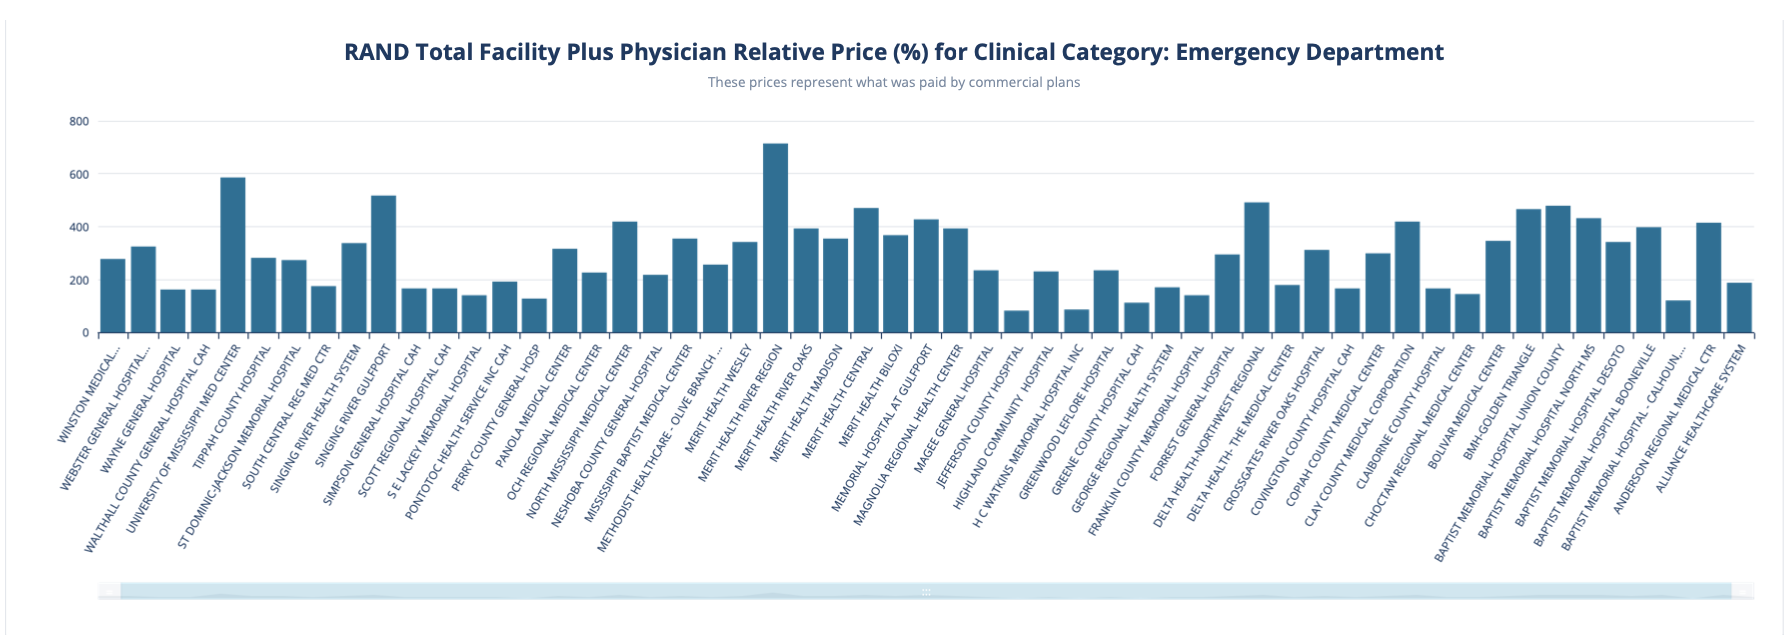 RAND Total Facility Plus Physician Relative Price (%) for Clinical Category: Emergency Department
These prices represent what was paid by commercial plans
800
600
400
200
0
WINSTON MEDICAL...
WEBSTER GENERAL HOSPITAL...
WAYNE GENERAL HOSPITAL
WALTHALL COUNTY GENERAL HOSPITAL CAH
UNIVERSITY OF MISSISSIPPI MED CENTER
TIPPAH COUNTY HOSPITAL
ST DOMINIC-JACKSON MEMORIAL HOSPITAL
SOUTH CENTRAL REG MED CTR
SINGING RIVER HEALTH SYSTEM
SINGING RIVER GULFPORT
SIMPSON GENERAL HOSPITAL CAH
SCOTT REGIONAL HOSPITAL CAH
S E LACKEY MEMORIAL HOSPITAL
PONTOTOC HEALTH SERVICE INC CAH
PERRY COUNTY GENERAL HOSP
PANOLA MEDICAL CENTER
OCH REGIONAL MEDICAL CENTER
NORTH MISSISSIPPI MEDICAL CENTER
NESHOBA COUNTY GENERAL HOSPITAL
MISSISSIPPI BAPTIST MEDICAL CENTER
METHODIST HEALTHCARE - OLIVE BRANCH ...
MERIT HEALTH WESLEY
MERIT HEALTH RIVER REGION
MERIT HEALTH RIVER OAKS
MERIT HEALTH MADISON
MERIT HEALTH CENTRAL
MERIT HEALTH BILOXI
MEMORIAL HOSPITAL AT GULFPORT
MAGNOLIA REGIONAL HEALTH CENTER
MAGEE GENERAL HOSPITAL
JEFFERSON COUNTY HOSPITAL
HIGHLAND COMMUNITY HOSPITAL
H C WATKINS MEMORIAL HOSPITAL INC
GREENWOOD LEFLORE HOSPITAL
GREENE COUNTY HOSPITAL CAH
GEORGE REGIONAL HEALTH SYSTEM
FRANKLIN COUNTY MEMORIAL HOSPITAL
FORREST GENERAL HOSPITAL
DELTA HEALTH-NORTHWEST REGIONAL
DELTA HEALTH- THE MEDICAL CENTER
CROSSGATES RIVER OAKS HOSPITAL
COVINGTON COUNTY HOSPITAL CAH
COPIAH COUNTY MEDICAL CENTER
CLAY COUNTY MEDICAL CORPORATION
CLAIBORNE COUNTY HOSPITAL
CHOCTAW REGIONAL MEDICAL CENTER
BOLIVAR MEDICAL CENTER
BMH-GOLDEN TRIANGLE
BAPTIST MEMORIAL HOSPITAL UNION COUNTY
BAPTIST MEMORIAL HOSPITAL NORTH MS
BAPTIST MEMORIAL HOSPITAL DESOTO
BAPTIST MEMORIAL HOSPITAL BOONEVILLE
BAPTIST MEMORIAL HOSPITAL - CALHOUN...
ANDERSON REGIONAL MEDICAL CTR
ALLIANCE HEALTHCARE SYSTEM